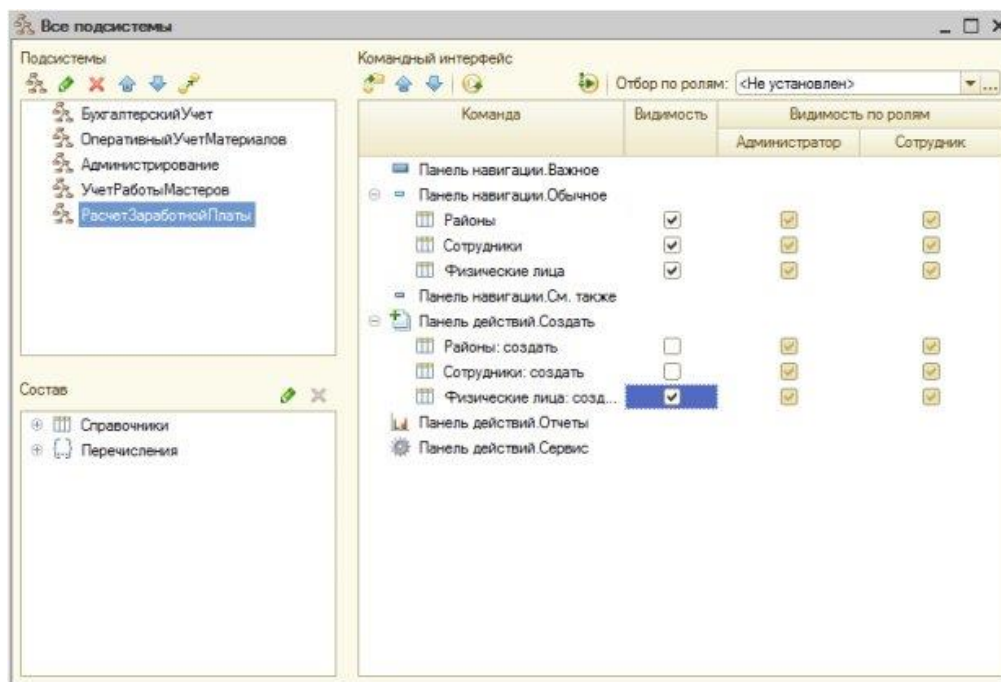 Все подсистемы
Подсистемы
БухгалтерскийУчет
ОперативныйУчетМатериалов
Администрирование
УчетРаботыМастеров
РасчетЗаработнойПлаты
Состав
Справочники
Перечисления
Командный интерфейс
Отбор по ролям: <Не установлен>
Команда Видимость Видимость по ролям
Администратор Сотрудник
Панель навигации.Важное
Панель навигации.Обычное
Районы
Сотрудники
Физические лица
Панель навигации.См. также
Панель действий.Создать
Районы: создать
Сотрудники: создать
Физические лица: созд...
Панель действий.Отчеты
Панель действий.Сервис